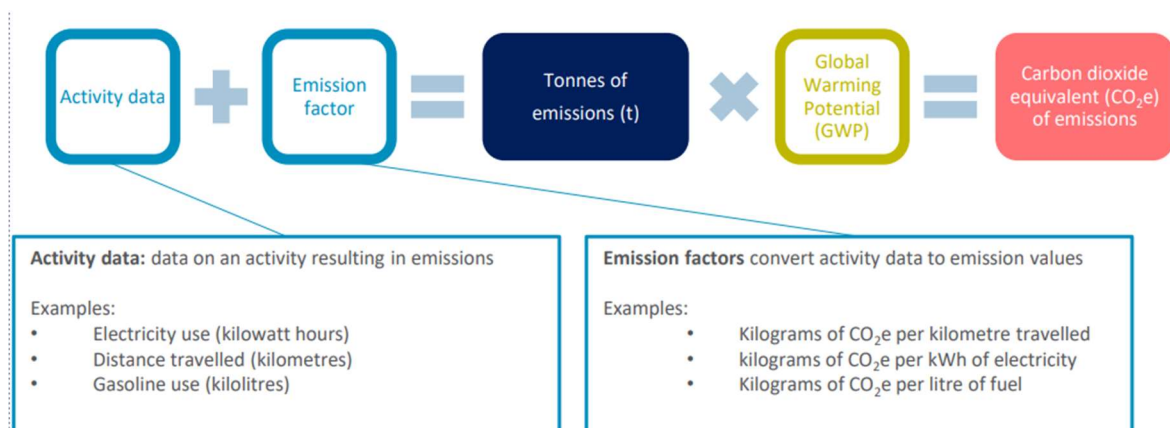 Activity data
+
Emission
factor
=
Tonnes of
emissions (t)
×
Global
Warming
Potential
(GWP)
=
Carbon dioxide
equivalent (CO₂e)
of emissions
Activity data: data on an activity resulting in emissions
Examples:
• Electricity use (kilowatt hours)
• Distance travelled (kilometres)
• Gasoline use (kilolitres)
Emission factors convert activity data to emission values
Examples:
• Kilograms of CO₂e per kilometre travelled
• kilograms of CO₂e per kWh of electricity
• Kilograms of CO₂e per litre of fuel